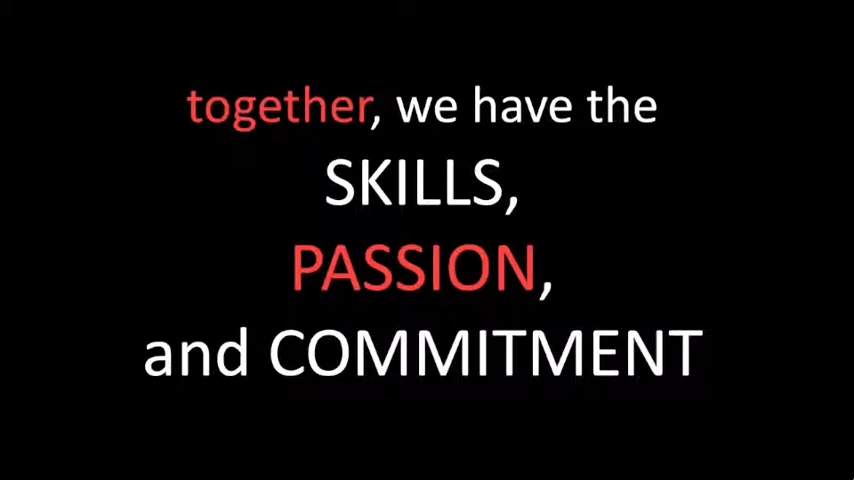 together, we have the
SKILLS,
PASSION,
and COMMITMENT